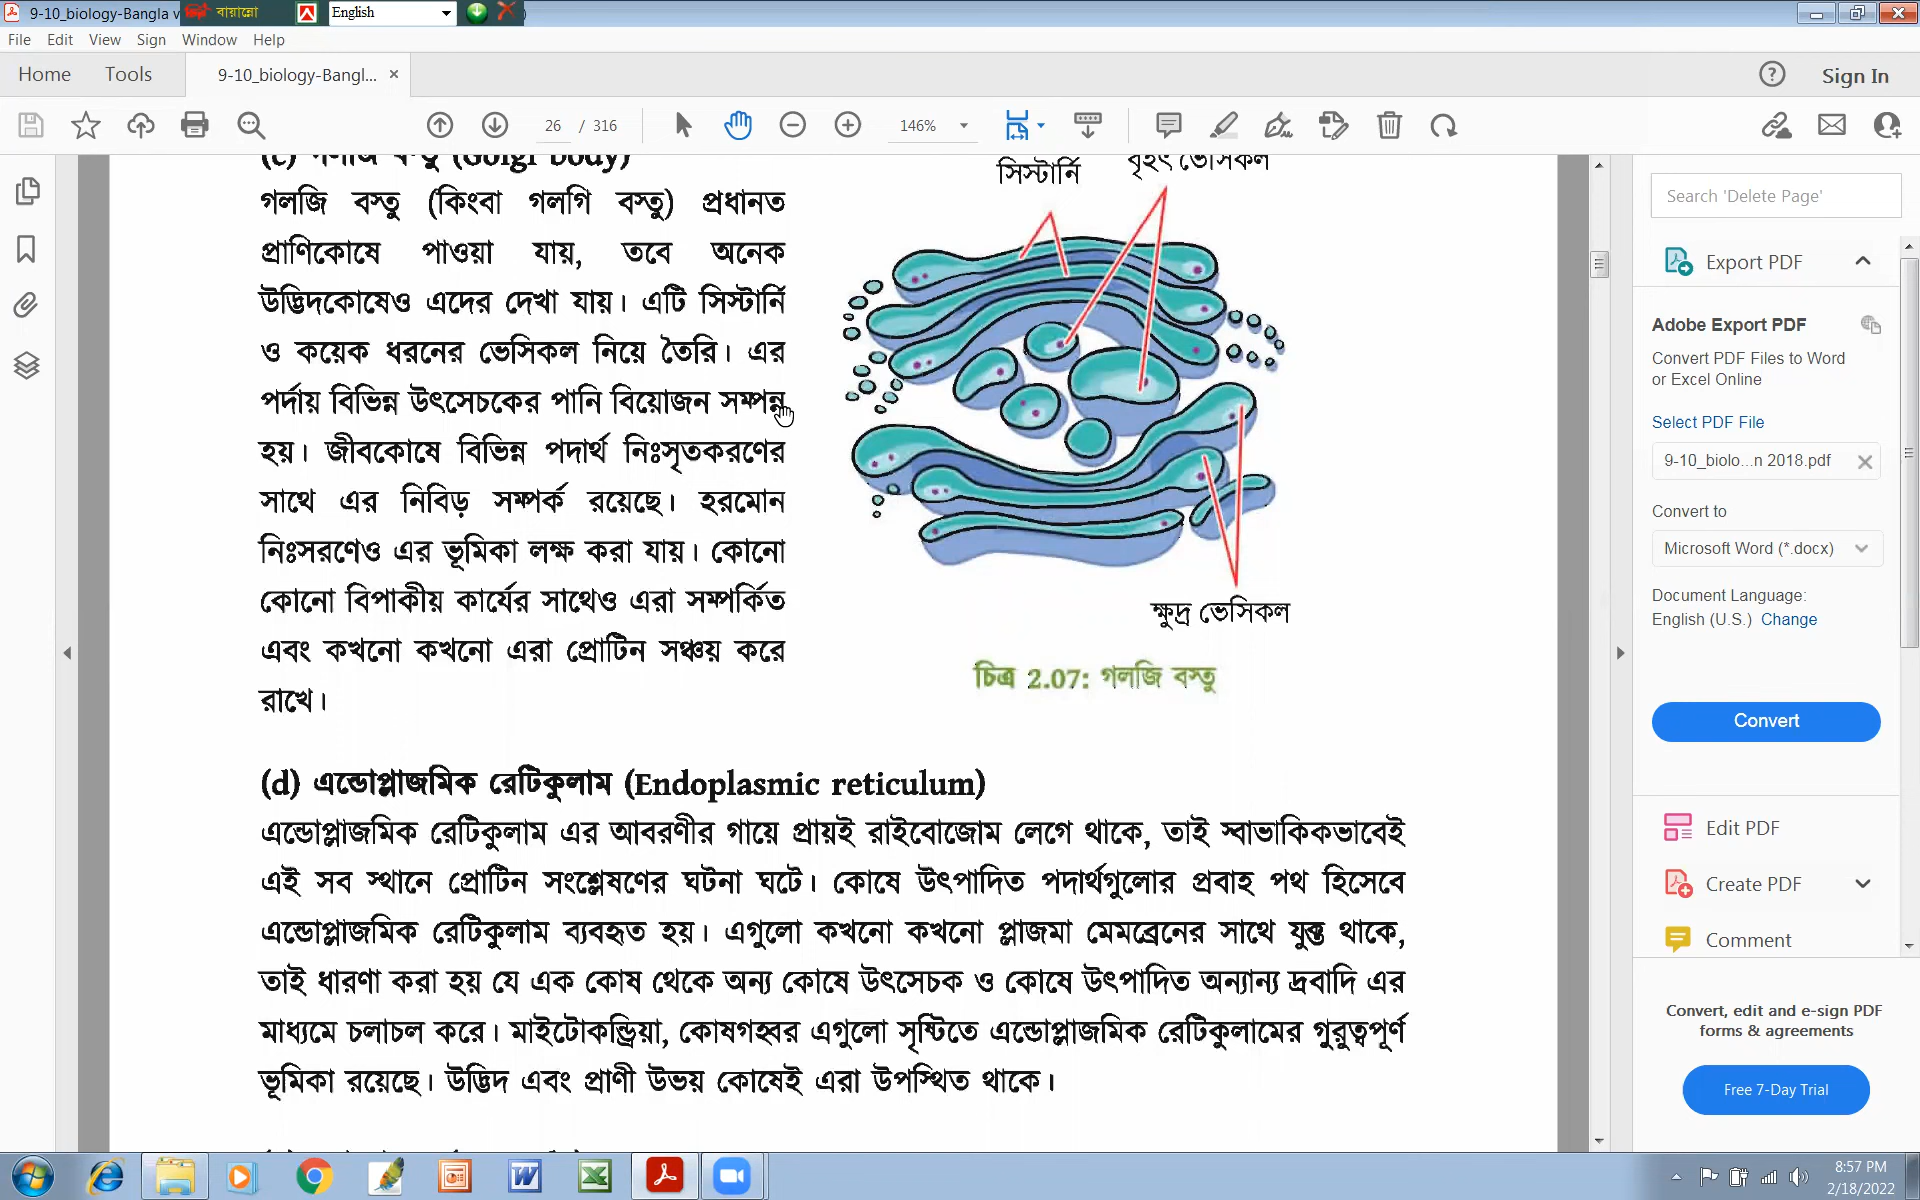 9-10_biology-Bangla v
বায়ান্নো
English
File Edit View Sign Window Help
Home Tools 9-10_biology-Bangl... ×
Sign In
26 / 316
146%
(c) গলজি বস্তু (Golgi body)
গলজি বস্তু (কিংবা গলগি বস্তু) প্রধানত
প্রাণিকোষে পাওয়া যায়, তবে অনেক
উদ্ভিদকোষেও এদের দেখা যায়। এটি সিস্টার্নি
ও কয়েক ধরনের ভেসিকল নিয়ে তৈরি। এর
পর্দায় বিভিন্ন উৎসেচকের পানি বিয়োজন সম্পন্ন
হয়। জীবকোষে বিভিন্ন পদার্থ নিঃসৃতকরণের
সাথে এর নিবিড় সম্পর্ক রয়েছে। হরমোন
নিঃসরণেও এর ভূমিকা লক্ষ করা যায়। কোনো
কোনো বিপাকীয় কার্যের সাথেও এরা সম্পর্কিত
এবং কখনো কখনো এরা প্রোটিন সঞ্চয় করে
রাখে।
সিস্টার্নি
বৃহৎ ভেসিকল
ক্ষুদ্র ভেসিকল
চিত্র 2.07: গলজি বস্তু
(d) এন্ডোপ্লাজমিক রেটিকুলাম (Endoplasmic reticulum)
এন্ডোপ্লাজমিক রেটিকুলাম এর আবরণীর গায়ে প্রায়ই রাইবোজোম লেগে থাকে, তাই স্বাভাকিকভাবেই
এই সব স্থানে প্রোটিন সংশ্লেষণের ঘটনা ঘটে। কোষে উৎপাদিত পদার্থগুলোর প্রবাহ পথ হিসেবে
এন্ডোপ্লাজমিক রেটিকুলাম ব্যবহৃত হয়। এগুলো কখনো কখনো প্লাজমা মেমব্রেনের সাথে যুক্ত থাকে,
তাই ধারণা করা হয় যে এক কোষ থেকে অন্য কোষে উৎসেচক ও কোষে উৎপাদিত অন্যান্য দ্রবাদি এর
মাধ্যমে চলাচল করে। মাইটোকন্ড্রিয়া, কোষগহ্বর এগুলো সৃষ্টিতে এন্ডোপ্লাজমিক রেটিকুলামের গুরুত্বপূর্ণ
ভূমিকা রয়েছে। উদ্ভিদ এবং প্রাণী উভয় কোষেই এরা উপস্থিত থাকে।
Search 'Delete Page'
Export PDF
Adobe Export PDF
Convert PDF Files to Word
or Excel Online
Select PDF File
9-10_biolo...n 2018.pdf
Convert to
Microsoft Word (*.docx)
Document Language:
English (U.S.) Change
Convert
Edit PDF
Create PDF
Comment
Convert, edit and e-sign PDF
forms & agreements
Free 7-Day Trial
8:57 PM
2/18/2022